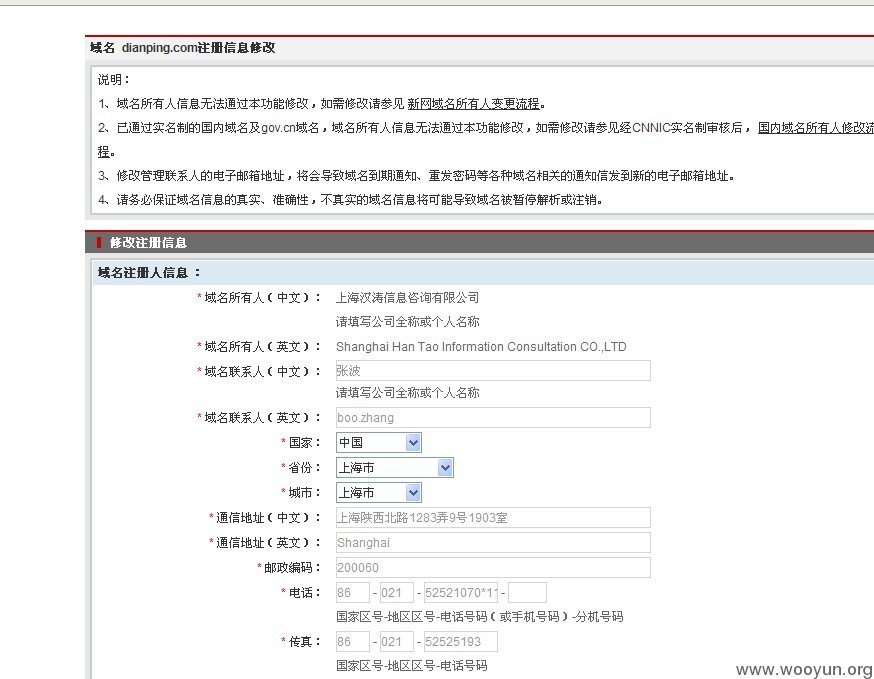 域名 dianping.com注册信息修改
说明：
1、域名所有人信息无法通过本功能修改，如需修改请参见 新网域名所有人变更流程。
2、已通过实名制的国内域名及gov.cn域名，域名所有人信息无法通过本功能修改，如需修改请参见经CNNIC实名制审核后， 国内域名所有人修改流
程。
3、修改管理联系人的电子邮箱地址，将会导致域名到期通知、重发密码等各种域名相关的通知信发到新的电子邮箱地址。
4、请务必保证域名信息的真实、准确性，不真实的域名信息将可能导致域名被暂停解析或注销。
修改注册信息
域名注册人信息 ：
*域名所有人（中文）： 上海汉涛信息咨询有限公司
请填写公司全称或个人名称
*域名所有人（英文）： Shanghai Han Tao Information Consultation CO.,LTD
*域名联系人（中文）： 张波
请填写公司全称或个人名称
*域名联系人（英文）： boo.zhang
*国家： 中国
*省份： 上海市
*城市： 上海市
*通信地址（中文）： 上海陕西北路1283弄9号1903室
*通信地址（英文）： Shanghai
*邮政编码： 200060
*电话： 86 - 021 - 52521070*11 -
国家区号-地区区号-电话号码（或手机号码）-分机号码
*传真： 86 - 021 - 52525193
国家区号-地区区号-电话号码
www.wooyun.org